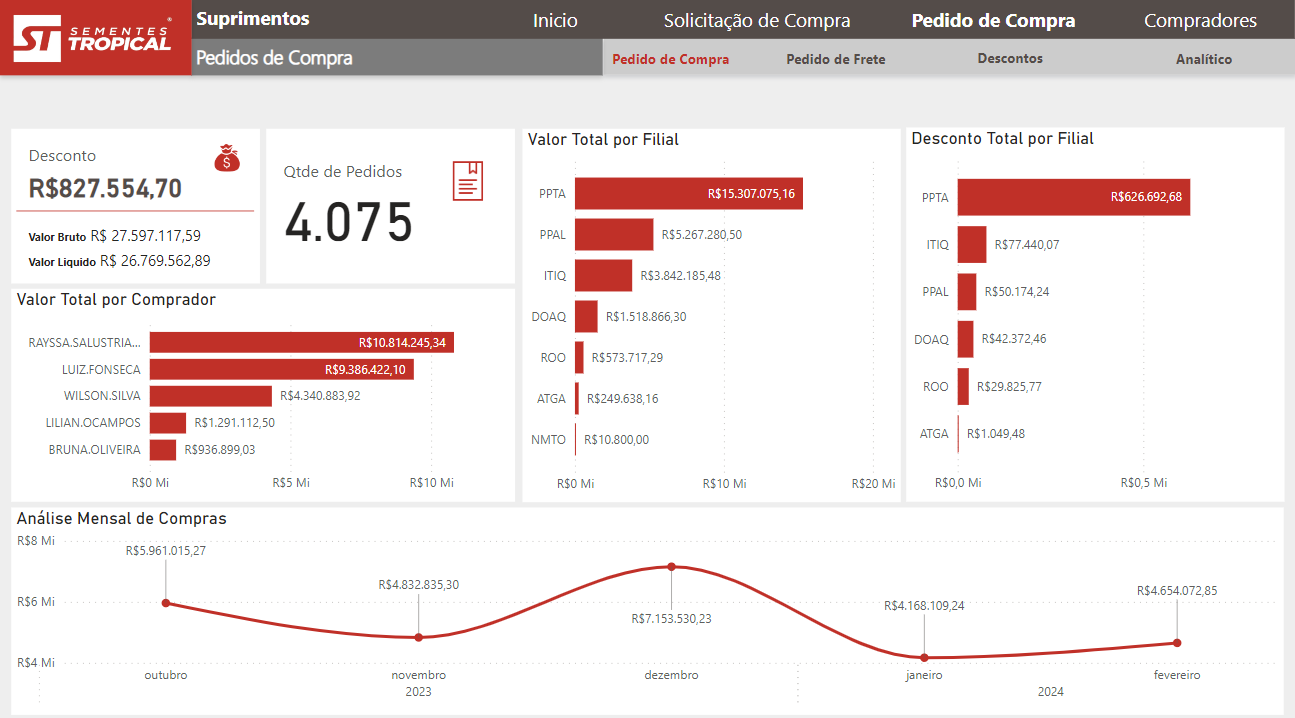 ST SEMENTES TROPICAL ®
Suprimentos
Inicio
Solicitação de Compra
Pedido de Compra
Compradores
Pedidos de Compra
Pedido de Compra
Pedido de Frete
Descontos
Analítico
Desconto
R$827.554,70
Valor Bruto R$ 27.597.117,59
Valor Liquido R$ 26.769.562,89
Qtde de Pedidos
4.075
Valor Total por Comprador
RAYSSA.SALUSTRIA... R$10.814.245,34
LUIZ.FONSECA R$9.386.422,10
WILSON.SILVA R$4.340.883,92
LILIAN.OCAMPOS R$1.291.112,50
BRUNA.OLIVEIRA R$936.899,03
R$0 Mi R$5 Mi R$10 Mi
Valor Total por Filial
PPTA R$15.307.075,16
PPAL R$5.267.280,50
ITIQ R$3.842.185,48
DOAQ R$1.518.866,30
ROO R$573.717,29
ATGA R$249.638,16
NMTO R$10.800,00
R$0 Mi R$10 Mi R$20 Mi
Desconto Total por Filial
PPTA R$626.692,68
ITIQ R$77.440,07
PPAL R$50.174,24
DOAQ R$42.372,46
ROO R$29.825,77
ATGA R$1.049,48
R$0,0 Mi R$0,5 Mi
Análise Mensal de Compras
R$8 Mi
R$6 Mi
R$4 Mi
R$5.961.015,27
R$4.832.835,30
R$7.153.530,23
R$4.168.109,24
R$4.654.072,85
outubro novembro dezembro janeiro fevereiro
2023 2024